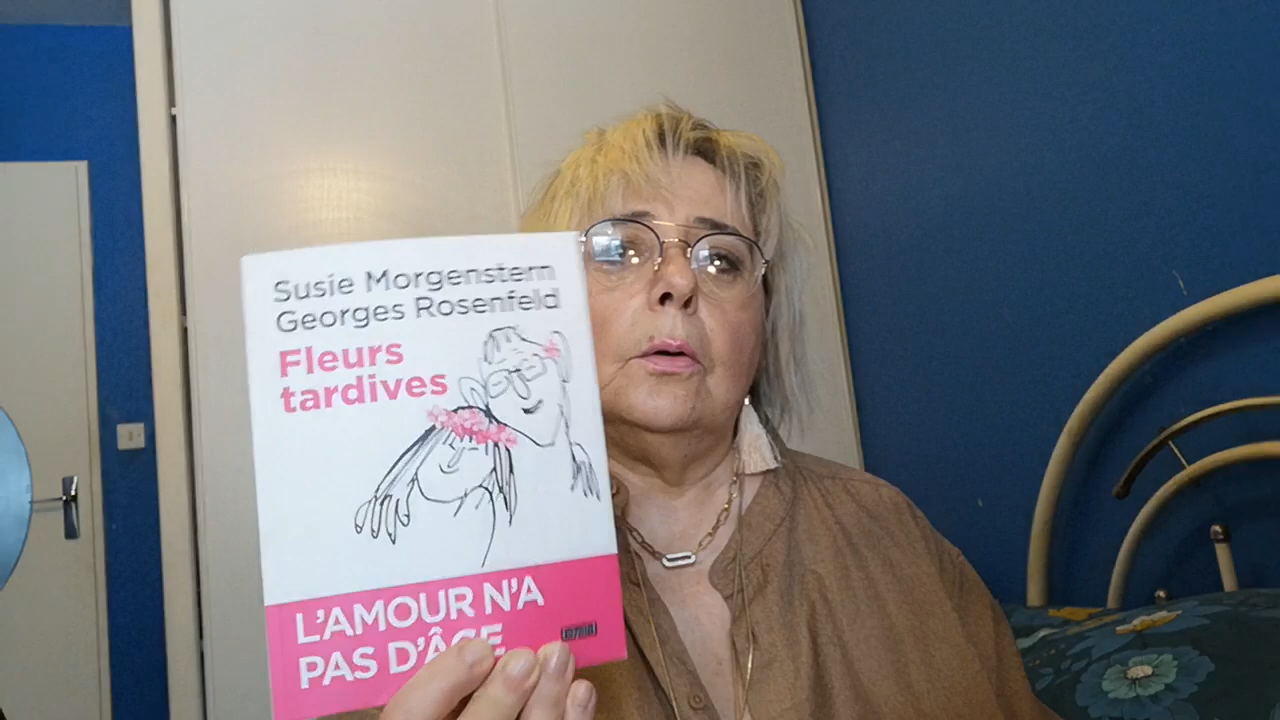 Susie Morgenstern
Georges Rosenfeld
Fleurs
tardives
L'AMOUR N'A
PAS D'ÂGE